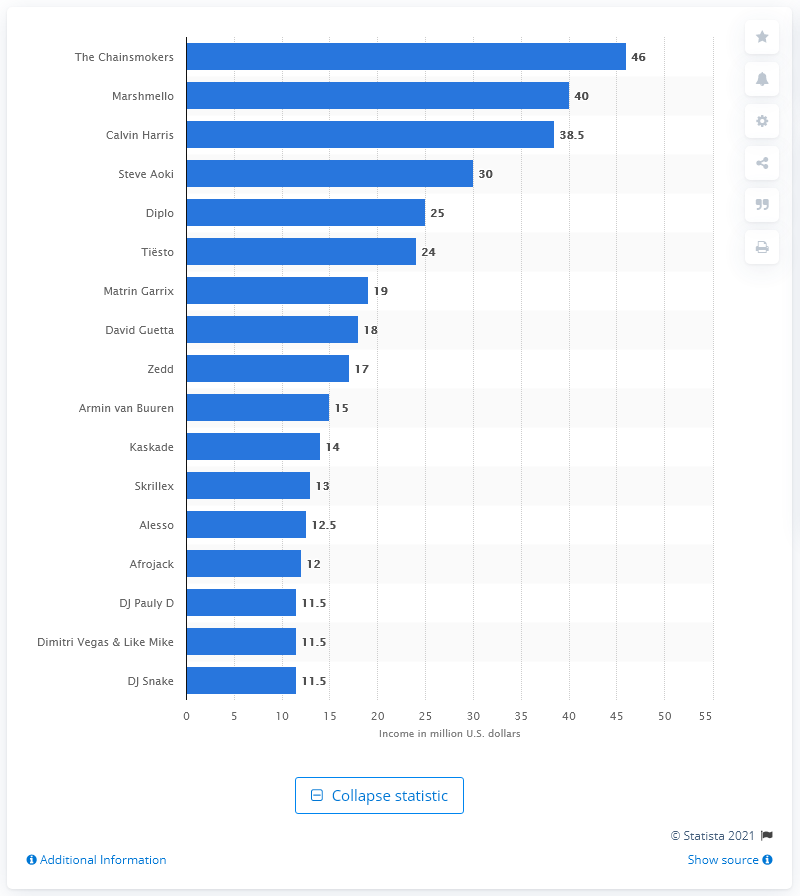 The Chainsmokers 46
Marshmello 40
Calvin Harris 38.5
Steve Aoki 30
Diplo 25
Tiësto 24
Matrin Garrix 19
David Guetta 18
Zedd 17
Armin van Buuren 15
Kaskade 14
Skrillex 13
Alesso 12.5
Afrojack 12
DJ Pauly D 11.5
Dimitri Vegas & Like Mike 11.5
DJ Snake 11.5
0 5 10 15 20 25 30 35 40 45 50 55
Income in million U.S. dollars
Collapse statistic
© Statista 2021
Additional Information
Show source